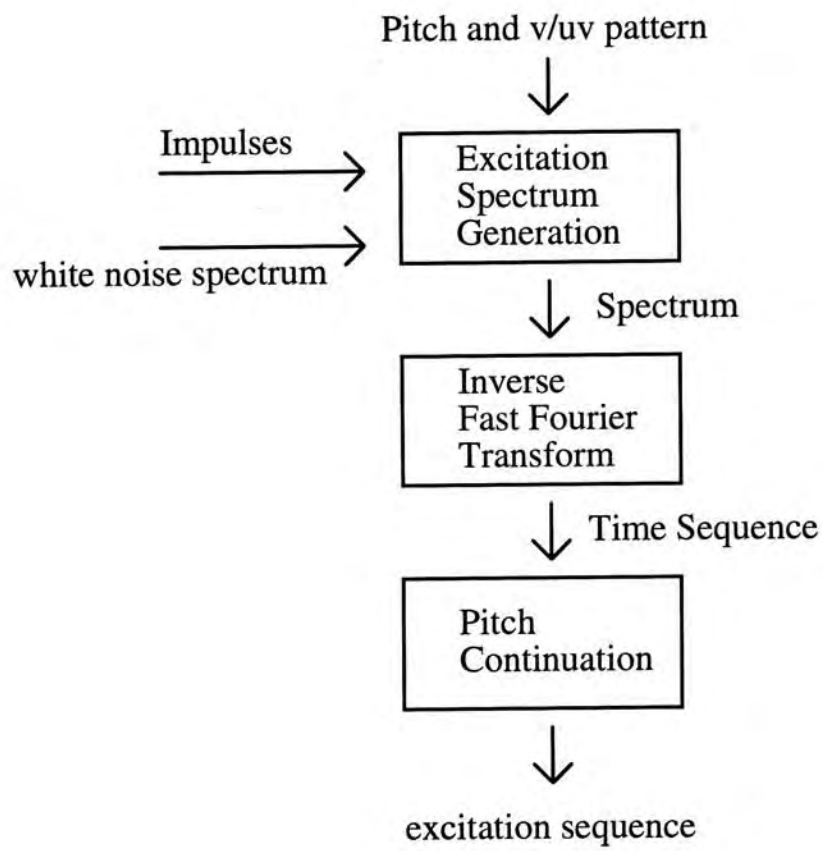 Pitch and v/uv pattern
Impulses
white noise spectrum
Excitation
Spectrum
Generation
Spectrum
Inverse
Fast Fourier
Transform
Time Sequence
Pitch
Continuation
excitation sequence